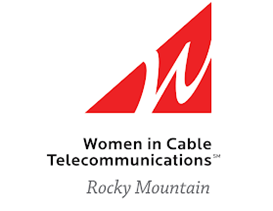 W
Women in Cable
Telecommunications℠
Rocky Mountain